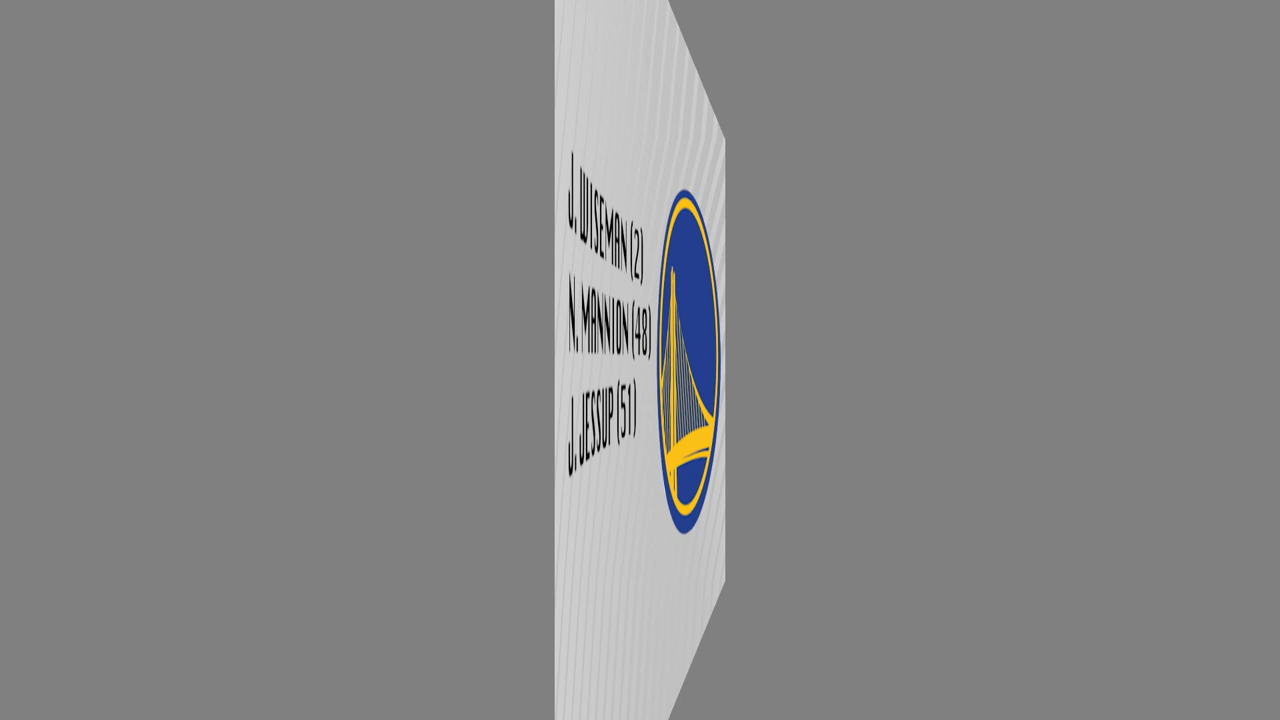 J. WISEMAN (2)
N. MANNION (48)
J. JESSUP (51)